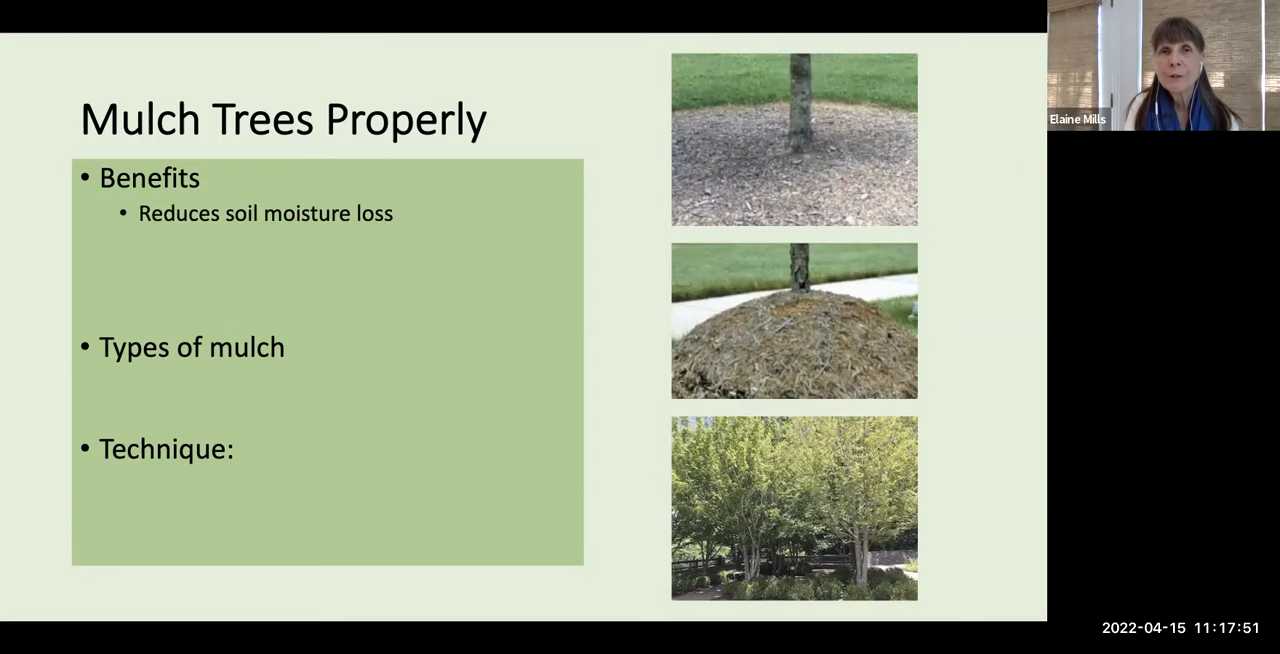 Mulch Trees Properly
• Benefits
• Reduces soil moisture loss
• Types of mulch
• Technique:
Elaine Mills
2022-04-15 11:17:51